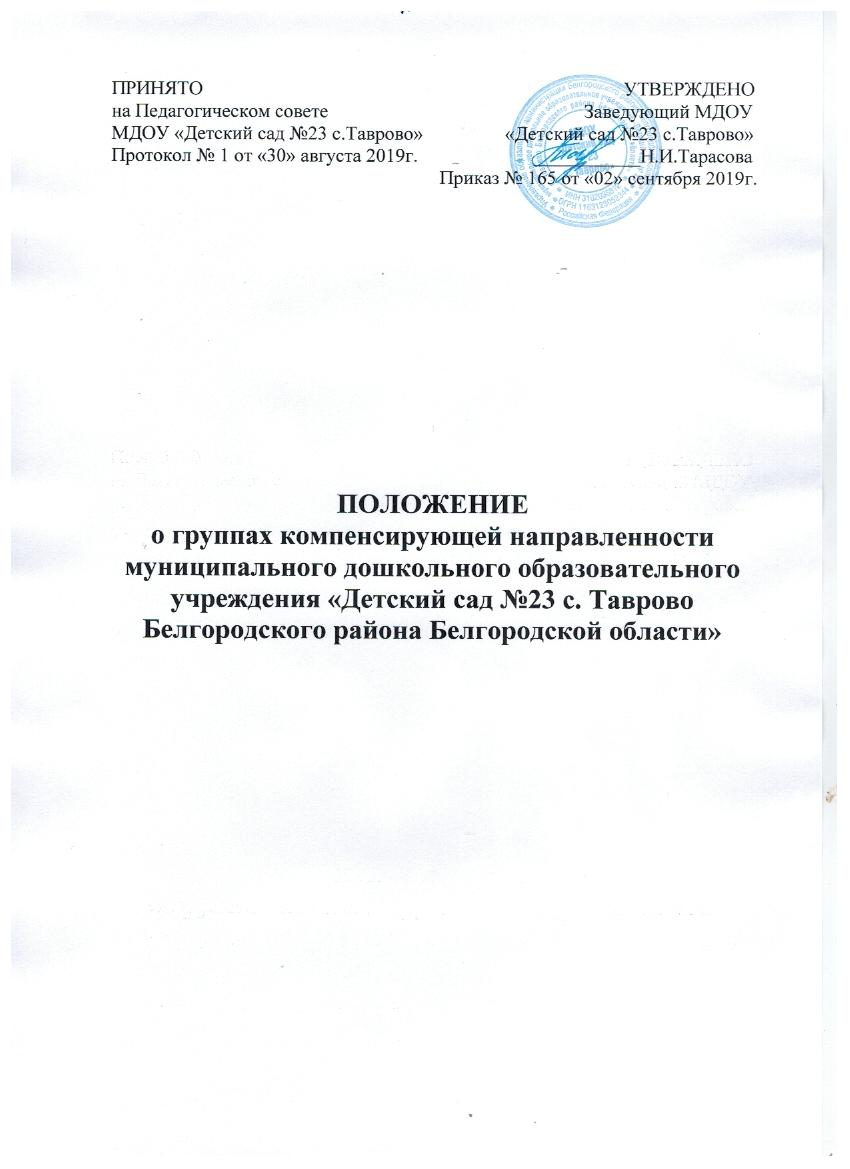 ПРИНЯТО
на Педагогическом совете
МДОУ «Детский сад №23 с.Таврово»
Протокол № 1 от «30» августа 2019г.
УТВЕРЖДЕНО
Заведующий МДОУ
«Детский сад №23 с.Таврово»
Н.И.Тарасова
Приказ № 165 от «02» сентября 2019г.
Российская Федерация
ПОЛОЖЕНИЕ
о группах компенсирующей направленности
муниципального дошкольного образовательного
учреждения «Детский сад №23 с. Таврово
Белгородского района Белгородской области»